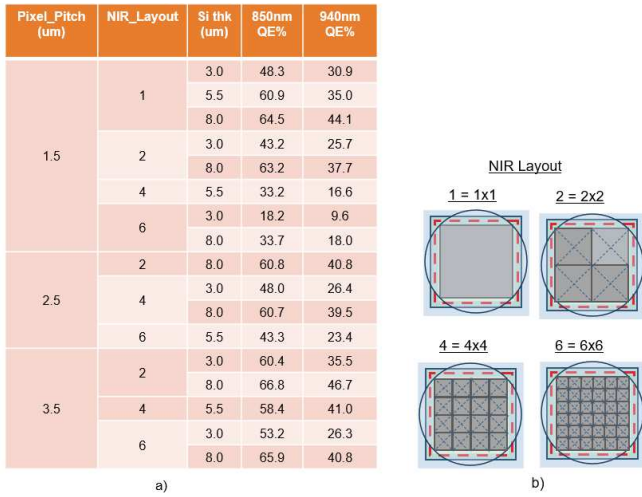 Pixel_Pitch (um) NIR_Layout Si thk (um) 850nm QE% 940nm QE%
1.5 1 3.0 48.3 30.9
5.5 60.9 35.0
8.0 64.5 44.1
2 3.0 43.2 25.7
8.0 63.2 37.7
4 5.5 33.2 16.6
6 3.0 18.2 9.6
8.0 33.7 18.0
2.5 2 8.0 60.8 40.8
4 3.0 48.0 26.4
8.0 60.7 39.5
6 5.5 43.3 23.4
3.5 2 3.0 60.4 35.5
8.0 66.8 46.7
4 5.5 58.4 41.0
6 3.0 53.2 26.3
8.0 65.9 40.8
a)
NIR Layout
1 = 1x1 2 = 2x2
4 = 4x4 6 = 6x6
b)